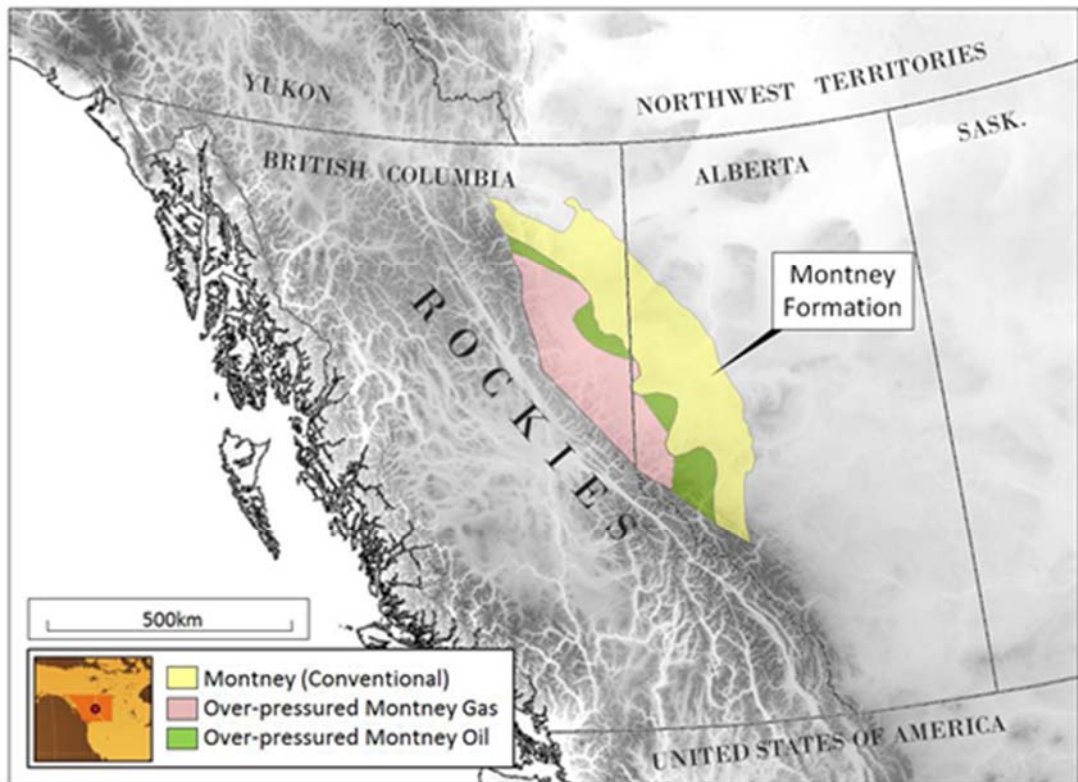 YUKON
NORTHWEST TERRITORIES
SASK.
BRITISH COLUMBIA
ALBERTA
Montney
Formation
ROCKIES
500km
Montney (Conventional)
Over-pressured Montney Gas
Over-pressured Montney Oil
UNITED STATES OF AMERICA